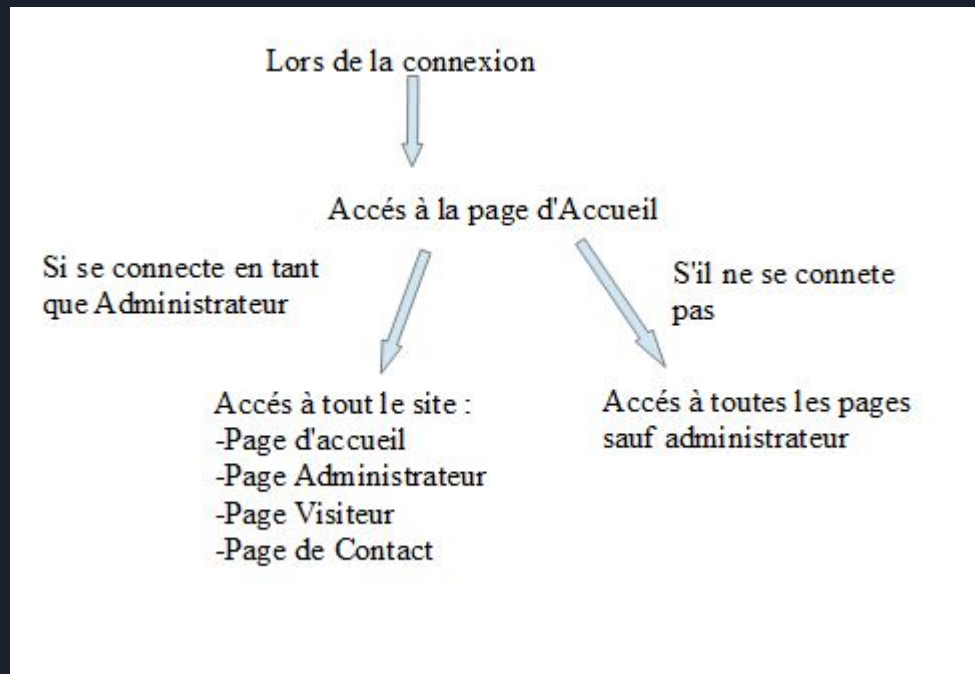 Lors de la connexion
Accés à la page d'Accueil
Si se connecte en tant
que Administrateur
S'il ne se connete
pas
Accés à tout le site :
-Page d'accueil
-Page Administrateur
-Page Visiteur
-Page de Contact
Accés à toutes les pages
sauf administrateur